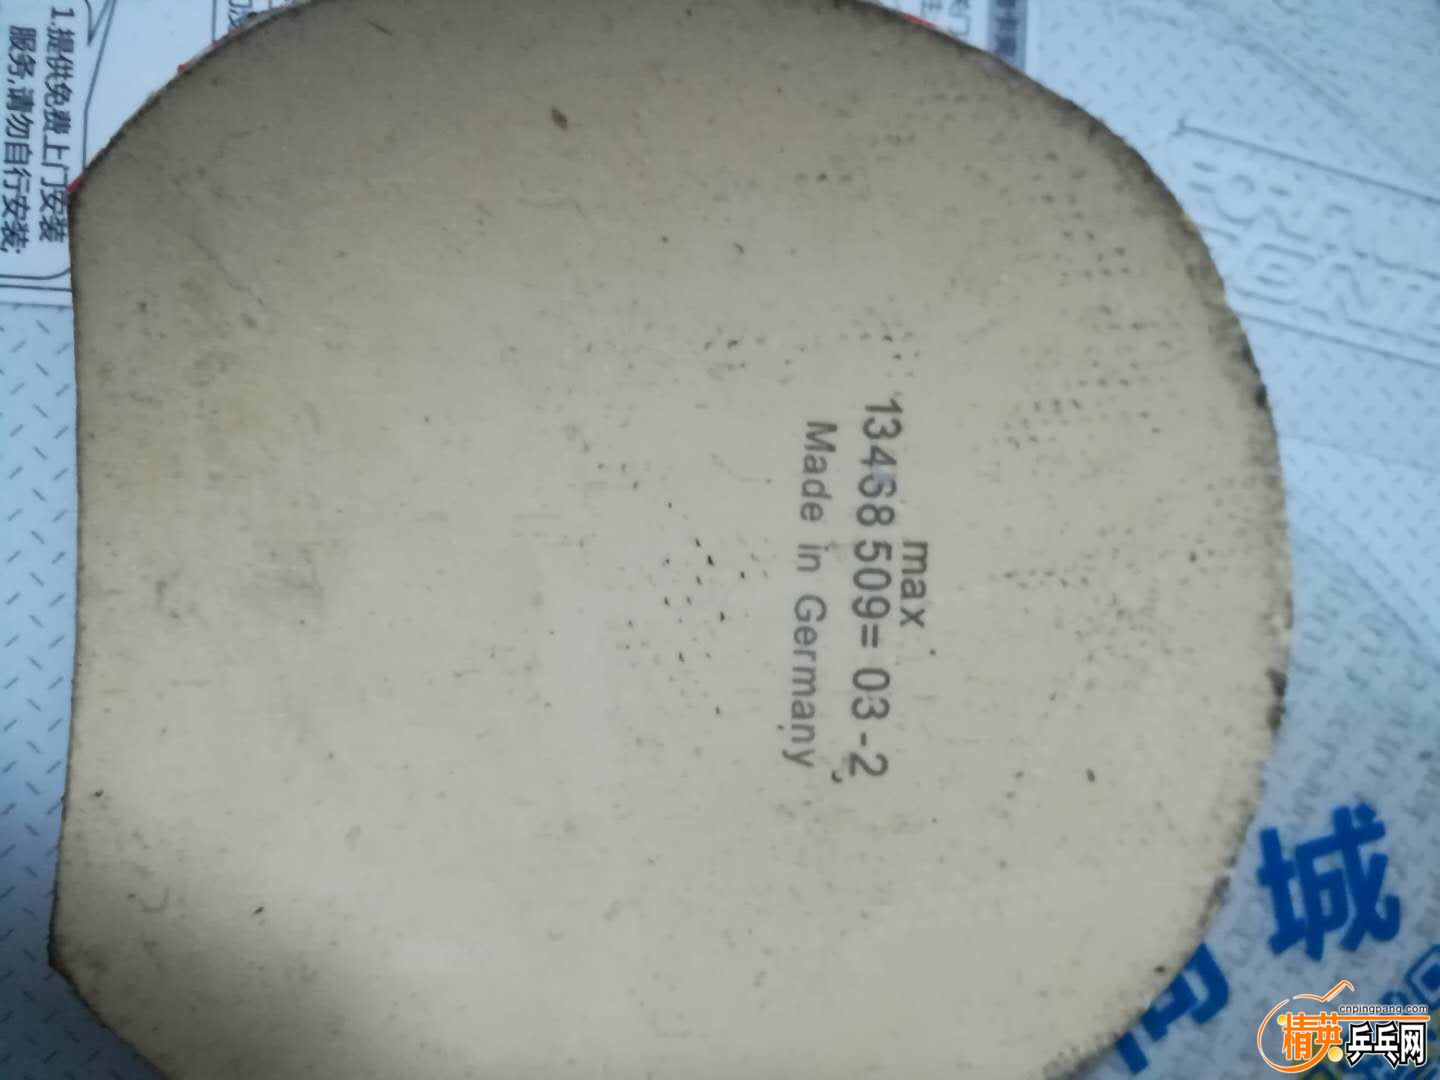 max
13468 509= 03-2
Made in Germany
1.提供免费上门安装
服务,请勿自行安装;
城
cnpingpang.com
精英乒乓网